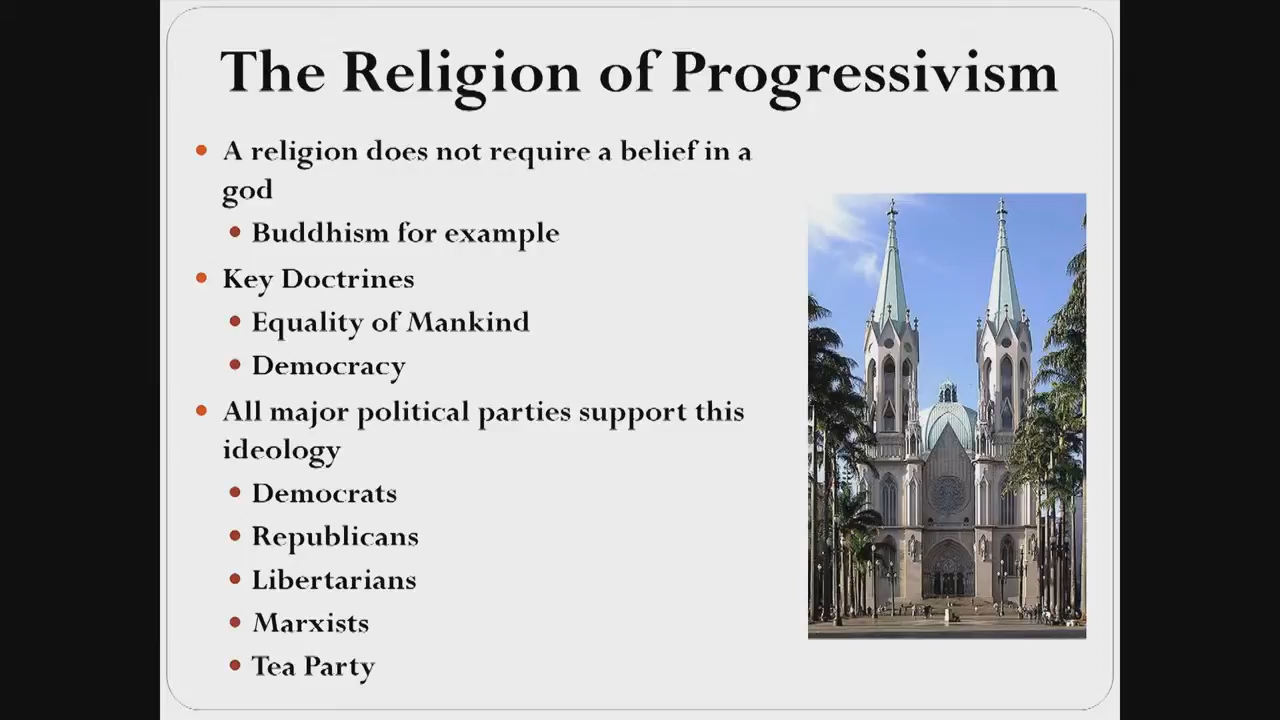 The Religion of Progressivism
A religion does not require a belief in a
god
Buddhism for example
Key Doctrines
Equality of Mankind
Democracy
All major political parties support this
ideology
Democrats
Republicans
Libertarians
Marxists
Tea Party